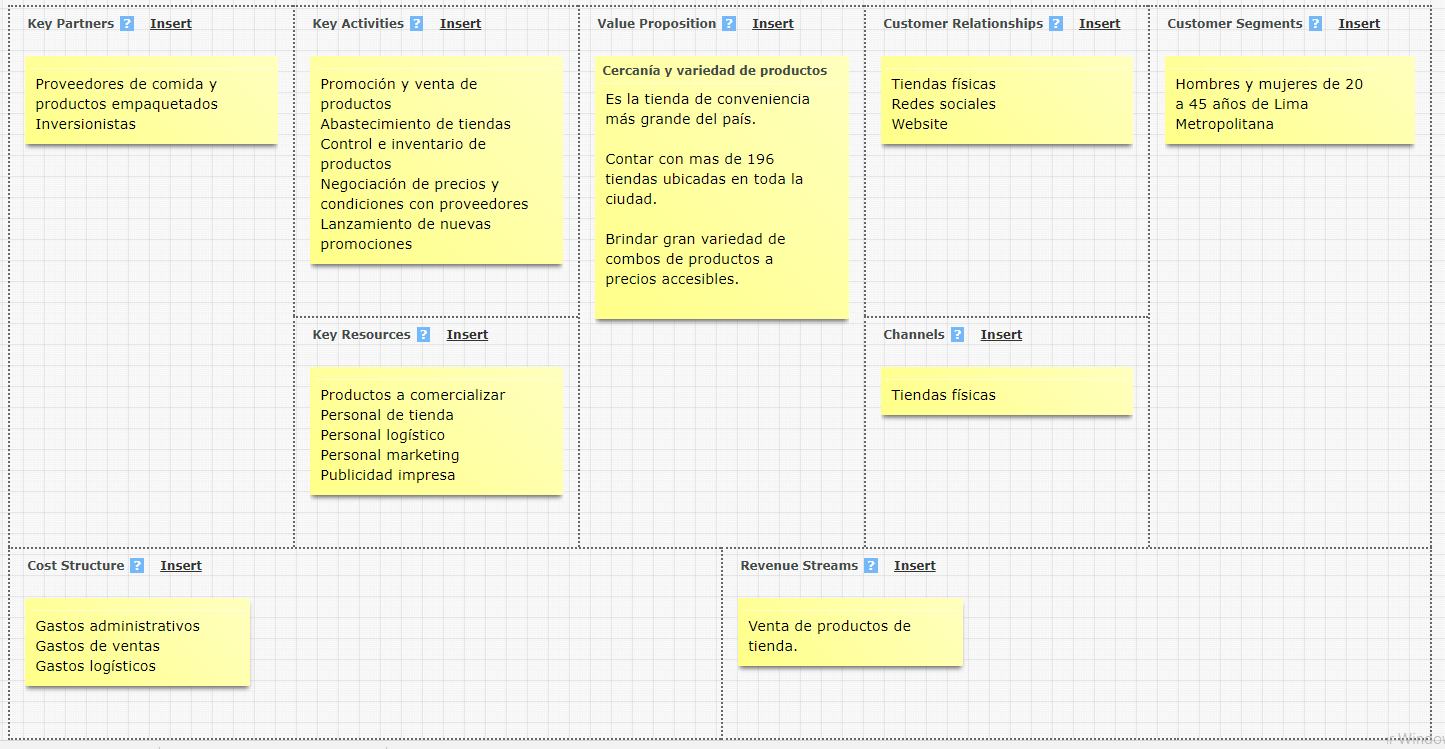 Key Partners ? Insert
Proveedores de comida y
productos empaquetados
Inversionistas
Key Activities ? Insert
Promoción y venta de
productos
Abastecimiento de tiendas
Control e inventario de
productos
Negociación de precios y
condiciones con proveedores
Lanzamiento de nuevas
promociones
Key Resources ? Insert
Productos a comercializar
Personal de tienda
Personal logístico
Personal marketing
Publicidad impresa
Value Proposition ? Insert
Cercanía y variedad de productos
Es la tienda de conveniencia
más grande del país.
Contar con mas de 196
tiendas ubicadas en toda la
ciudad.
Brindar gran variedad de
combos de productos a
precios accesibles.
Customer Relationships ? Insert
Tiendas físicas
Redes sociales
Website
Channels ? Insert
Tiendas físicas
Customer Segments ? Insert
Hombres y mujeres de 20
a 45 años de Lima
Metropolitana
Cost Structure ? Insert
Gastos administrativos
Gastos de ventas
Gastos logísticos
Revenue Streams ? Insert
Venta de productos de
tienda.